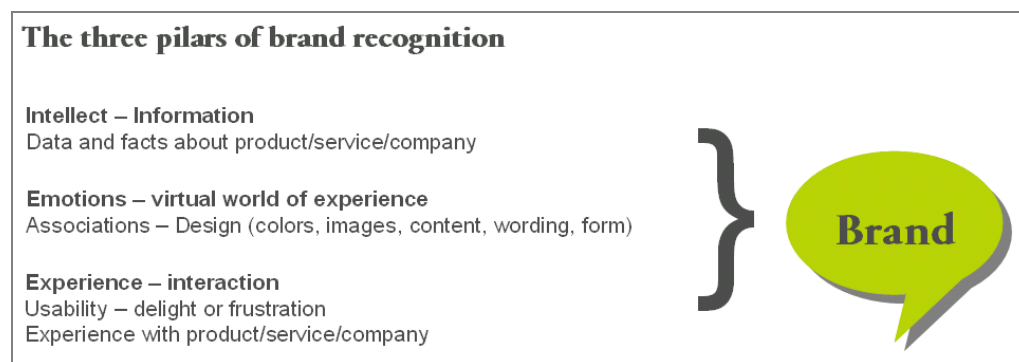 The three pilars of brand recognition
Intellect – Information
Data and facts about product/service/company
Emotions – virtual world of experience
Associations – Design (colors, images, content, wording, form)
Experience – interaction
Usability – delight or frustration
Experience with product/service/company
Brand